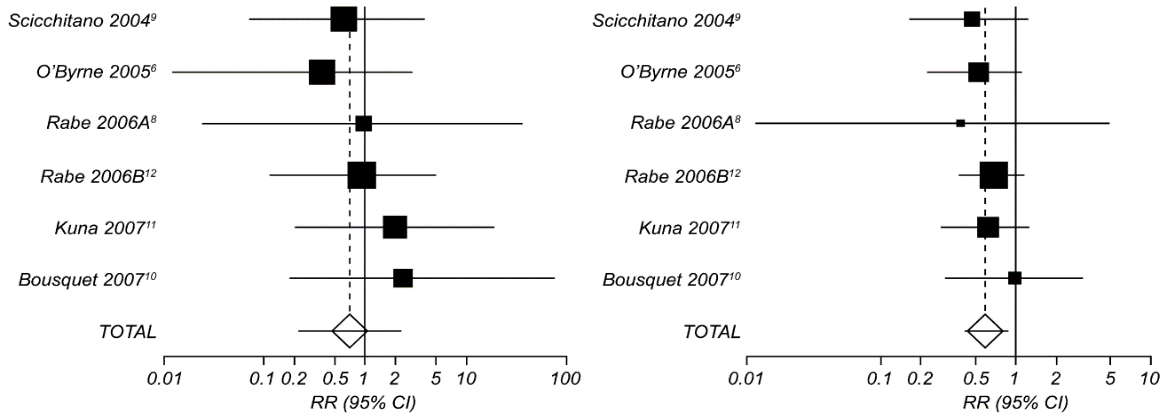 Scicchitano 2004⁹
O'Byrne 2005⁶
Rabe 2006A⁸
Rabe 2006B¹²
Kuna 2007¹¹
Bousquet 2007¹⁰
TOTAL
0.01 0.1 0.2 0.5 1 2 5 10 100
RR (95% CI)
Scicchitano 2004⁹
O'Byrne 2005⁶
Rabe 2006A⁸
Rabe 2006B¹²
Kuna 2007¹¹
Bousquet 2007¹⁰
TOTAL
0.01 0.1 0.2 0.5 1 2 5 10
RR (95% CI)